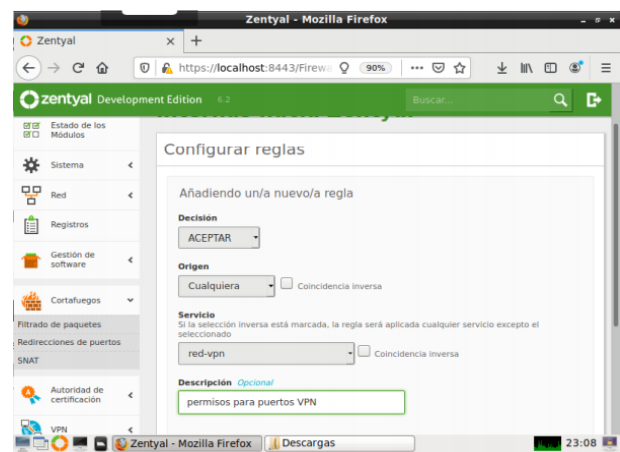 Zentyal - Mozilla Firefox
Zentyal
https://localhost:8443/Firewa
90%
zentyal Development Edition 6.2
Buscar...
Estado de los
Módulos
Sistema
Red
Registros
Gestión de
software
Cortafuegos
Filtrado de paquetes
Redirecciones de puertos
SNAT
Autoridad de
certificación
VPN
Configurar reglas
Añadiendo un/a nuevo/a regla
Decisión
ACEPTAR
Origen
Cualquiera
Coincidencia inversa
Servicio
Si la selección inversa está marcada, la regla será aplicada cualquier servicio excepto el
seleccionado
red-vpn
Coincidencia inversa
Descripción Opcional
permisos para puertos VPN
Zentyal - Mozilla Firefox
Descargas
23:08